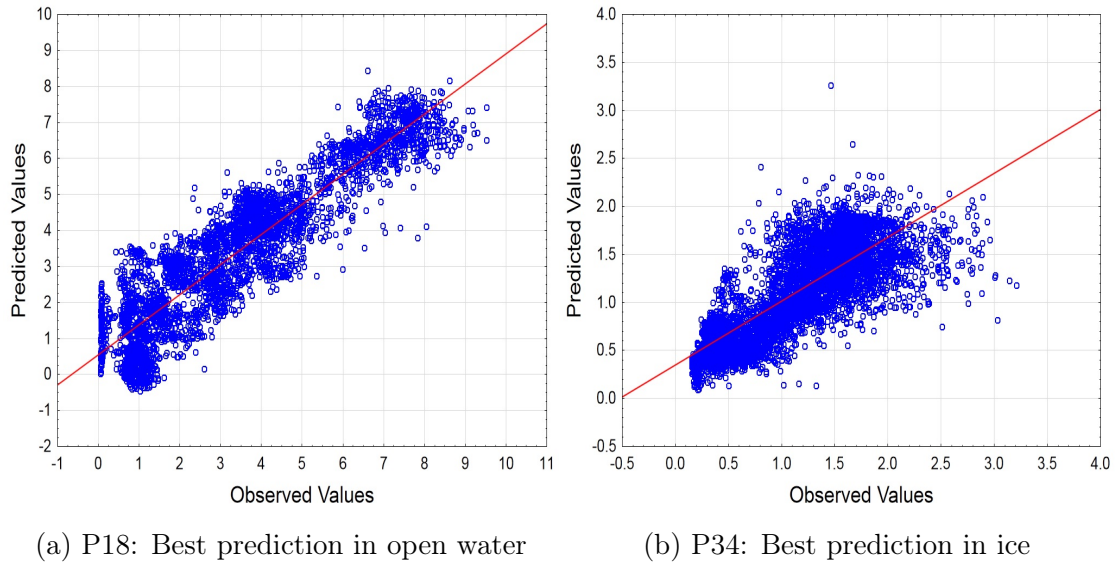 10
9
8
7
6
5
4
3
2
1
0
-1
-2
Predicted Values
-1 0 1 2 3 4 5 6 7 8 9 10 11
Observed Values
(a) P18: Best prediction in open water
4.0
3.5
3.0
2.5
2.0
1.5
1.0
0.5
0.0
-0.5
Predicted Values
-0.5 0.0 0.5 1.0 1.5 2.0 2.5 3.0 3.5 4.0
Observed Values
(b) P34: Best prediction in ice